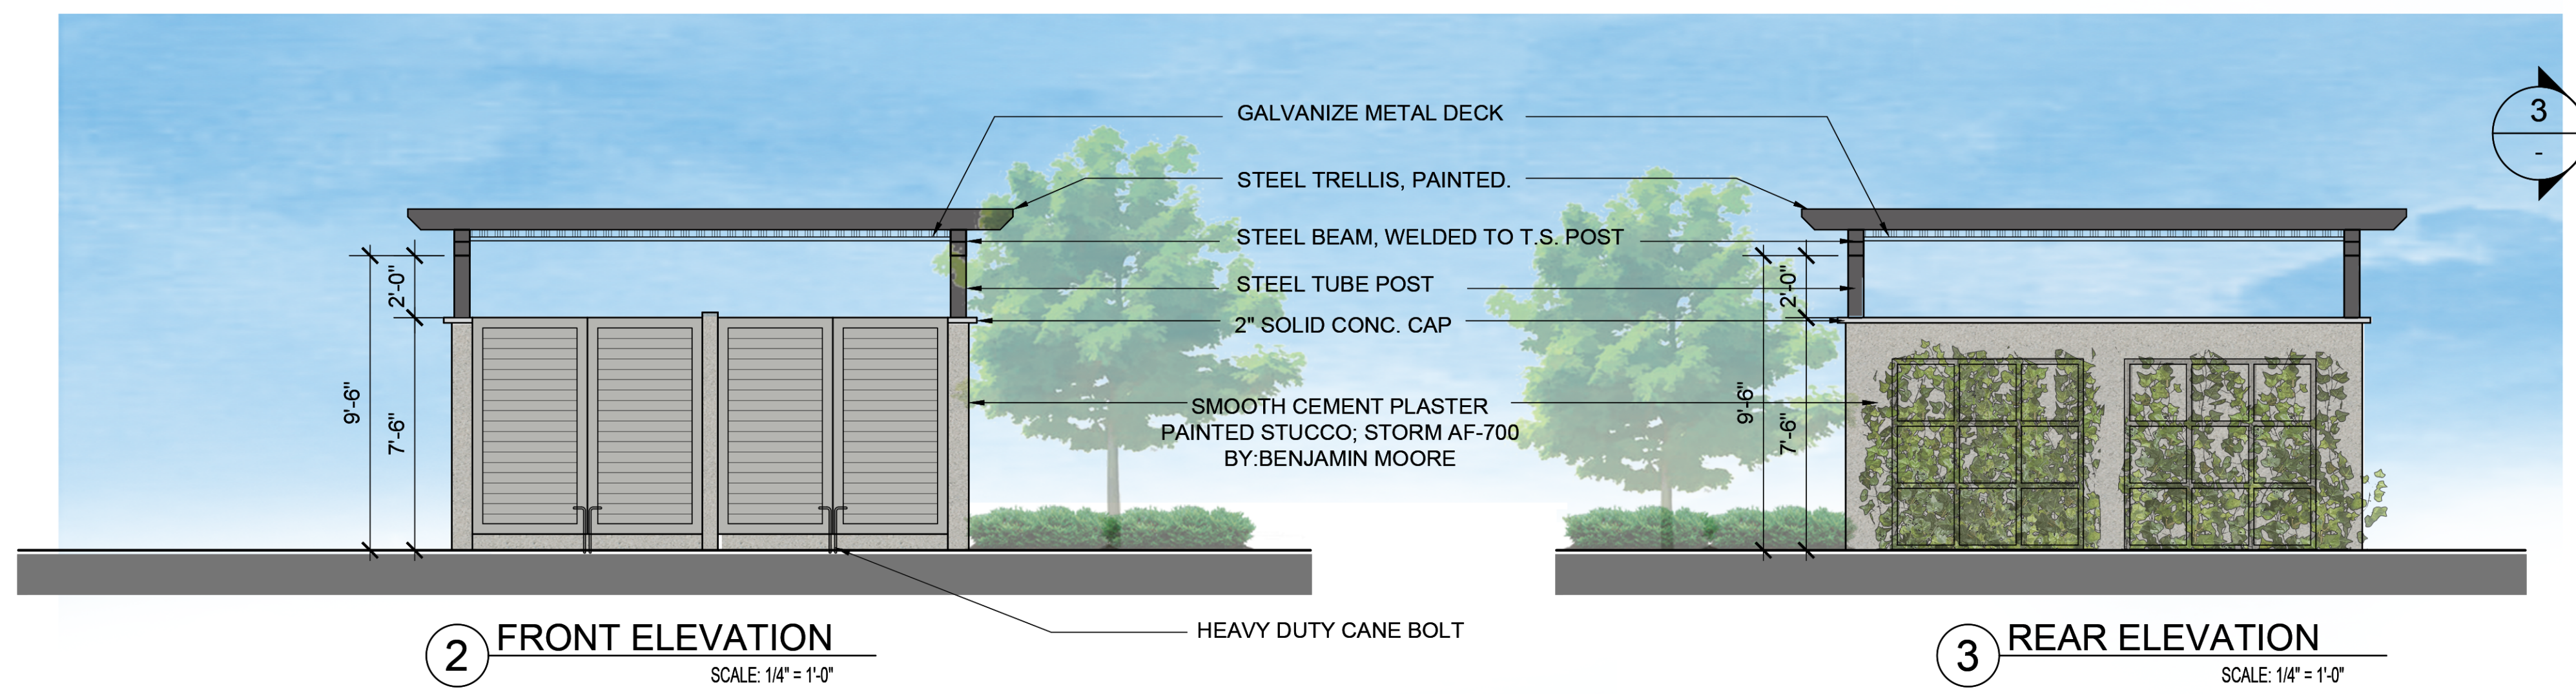 GALVANIZE METAL DECK
STEEL TRELLIS, PAINTED.
STEEL BEAM, WELDED TO T.S. POST
STEEL TUBE POST
2" SOLID CONC. CAP
SMOOTH CEMENT PLASTER
PAINTED STUCCO; STORM AF-700
BY:BENJAMIN MOORE
HEAVY DUTY CANE BOLT
9'-6"
2'-0"
7'-6"
9'-6"
2'-0"
7'-6"
3
-
2 FRONT ELEVATION
SCALE: 1/4" = 1'-0"
3 REAR ELEVATION
SCALE: 1/4" = 1'-0"